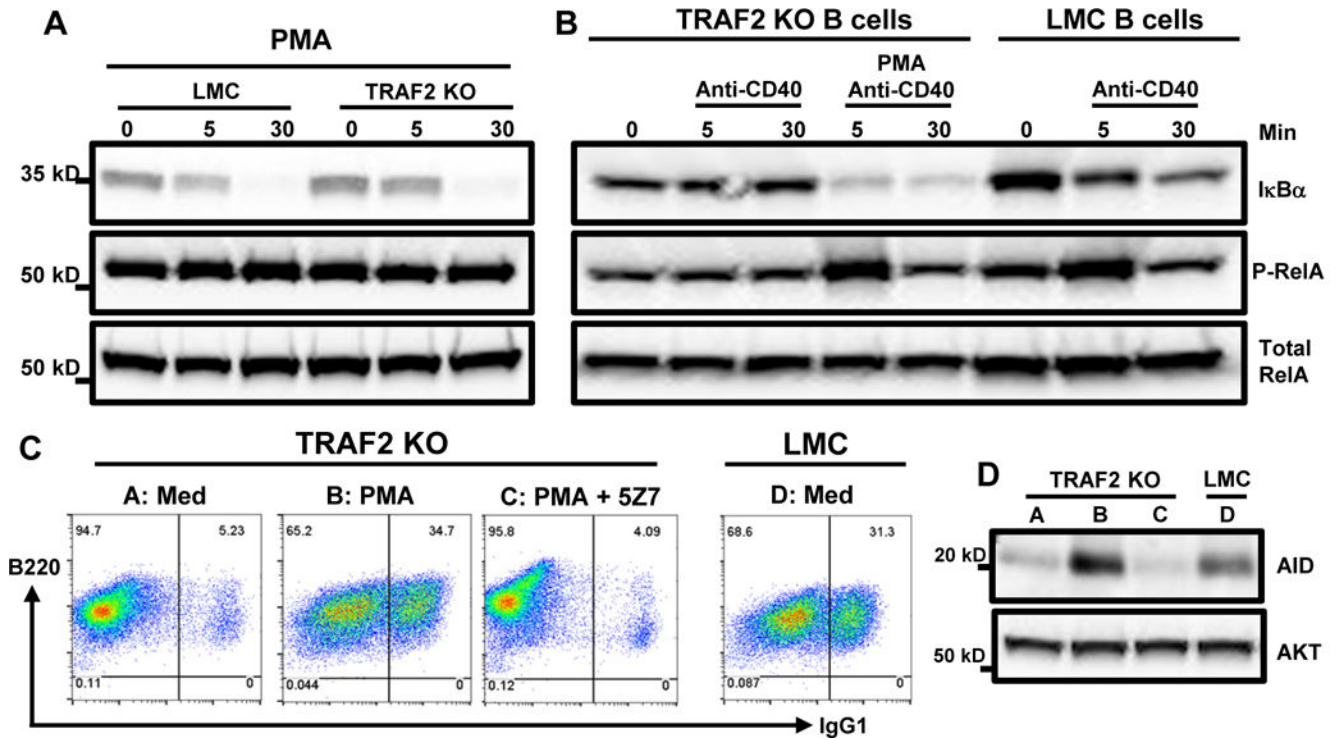 A
PMA
LMC TRAF2 KO
0 5 30 0 5 30
35 kD
50 kD
50 kD
B
TRAF2 KO B cells LMC B cells
PMA
Anti-CD40 Anti-CD40 Anti-CD40
0 5 30 5 30 0 5 30 Min
IκBα
P-RelA
Total
RelA
C
TRAF2 KO LMC
A: Med B: PMA C: PMA + 5Z7 D: Med
94.7 5.23 65.2 34.7 95.8 4.09 68.6 31.3
B220
0.11 0 0.044 0 0.12 0 0.087 0
IgG1
D
TRAF2 KO LMC
A B C D
20 kD AID
50 kD AKT